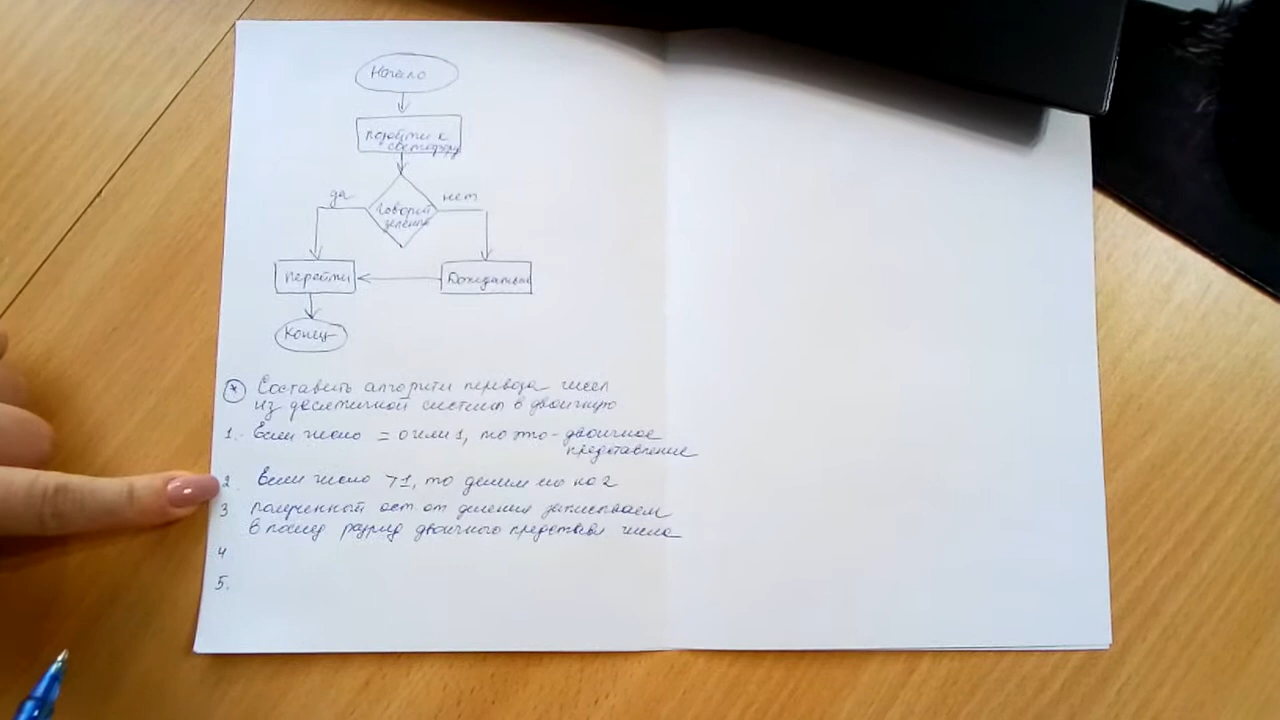 Начало
подойти к
светофору
да
нет
Говорит
зелёный
перейти
Дожидаться
Конец
* Составить алгоритм перевода чисел
из десятичной системы в двоичную
1. Если число = 0 или 1, то это - двоичное
представление
2. Если число >1, то делим его на 2
3 полученный ост от деления записываем
в послед разряд двоичного представл числа
4
5.